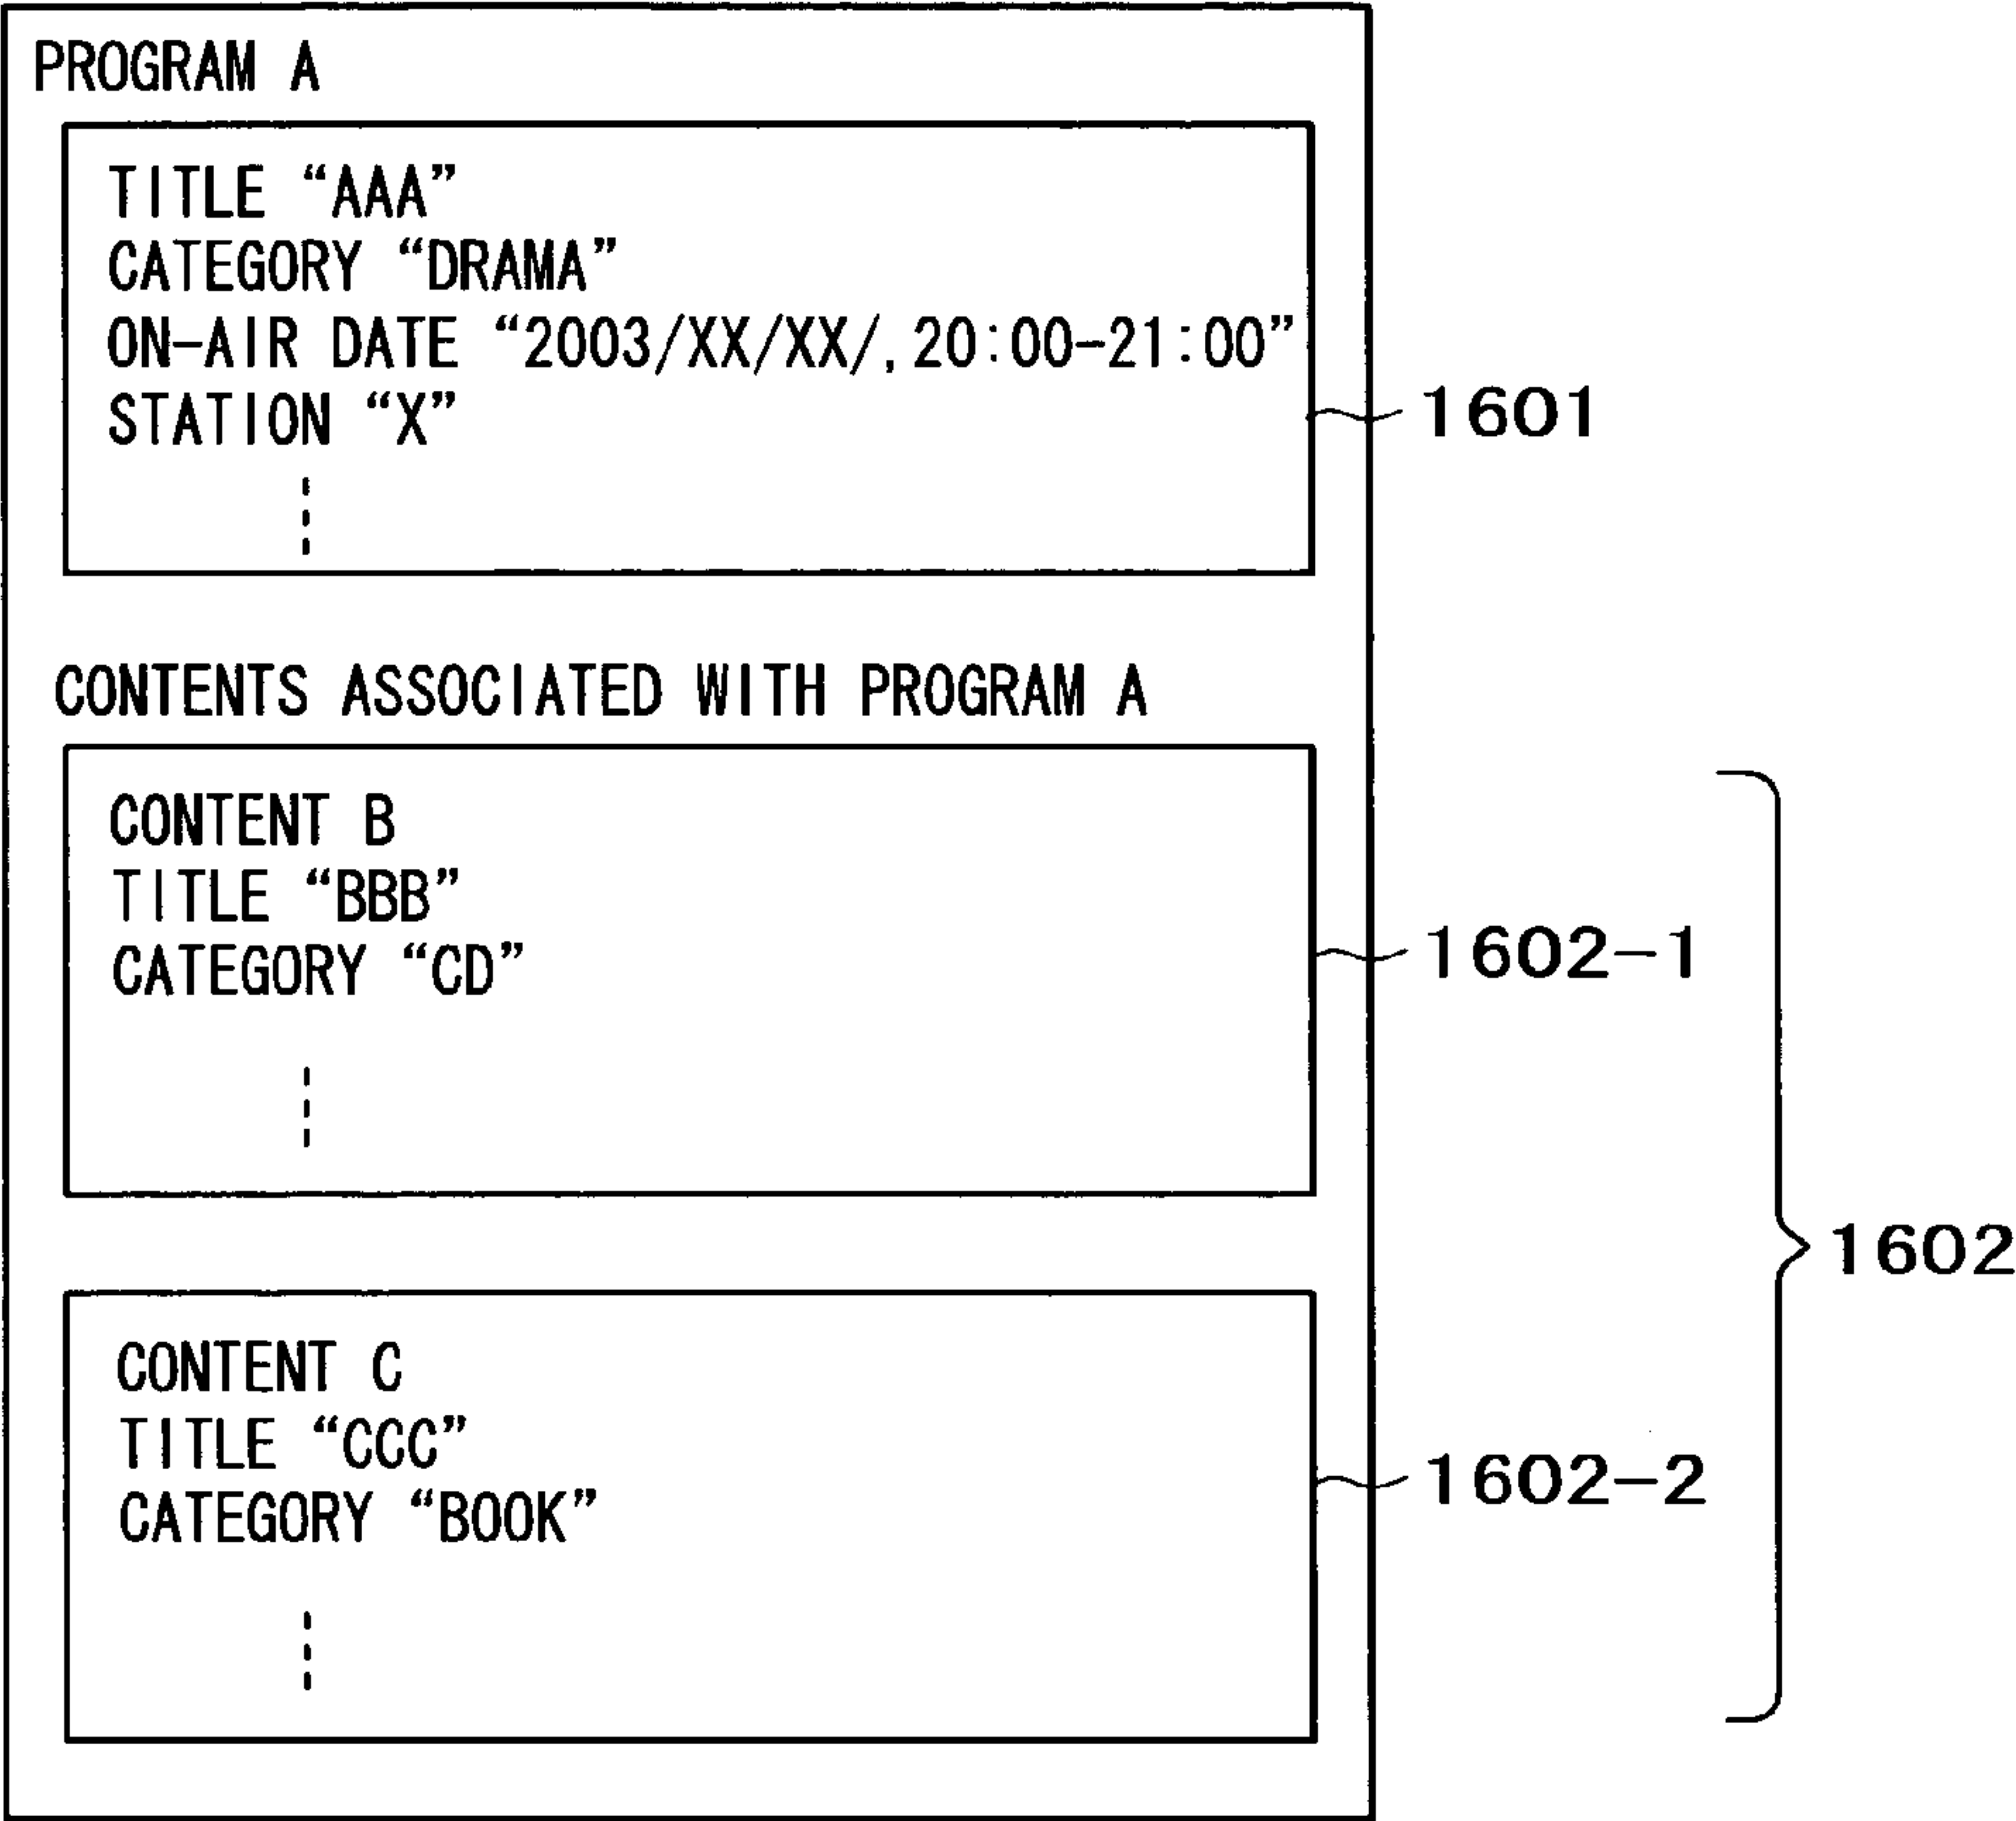 PROGRAM A
TITLE “AAA”
CATEGORY “DRAMA”
ON-AIR DATE “2003/XX/XX/, 20:00-21:00”
STATION “X”
1601
CONTENTS ASSOCIATED WITH PROGRAM A
CONTENT B
TITLE “BBB”
CATEGORY “CD”
1602-1
1602
CONTENT C
TITLE “CCC”
CATEGORY “BOOK”
1602-2